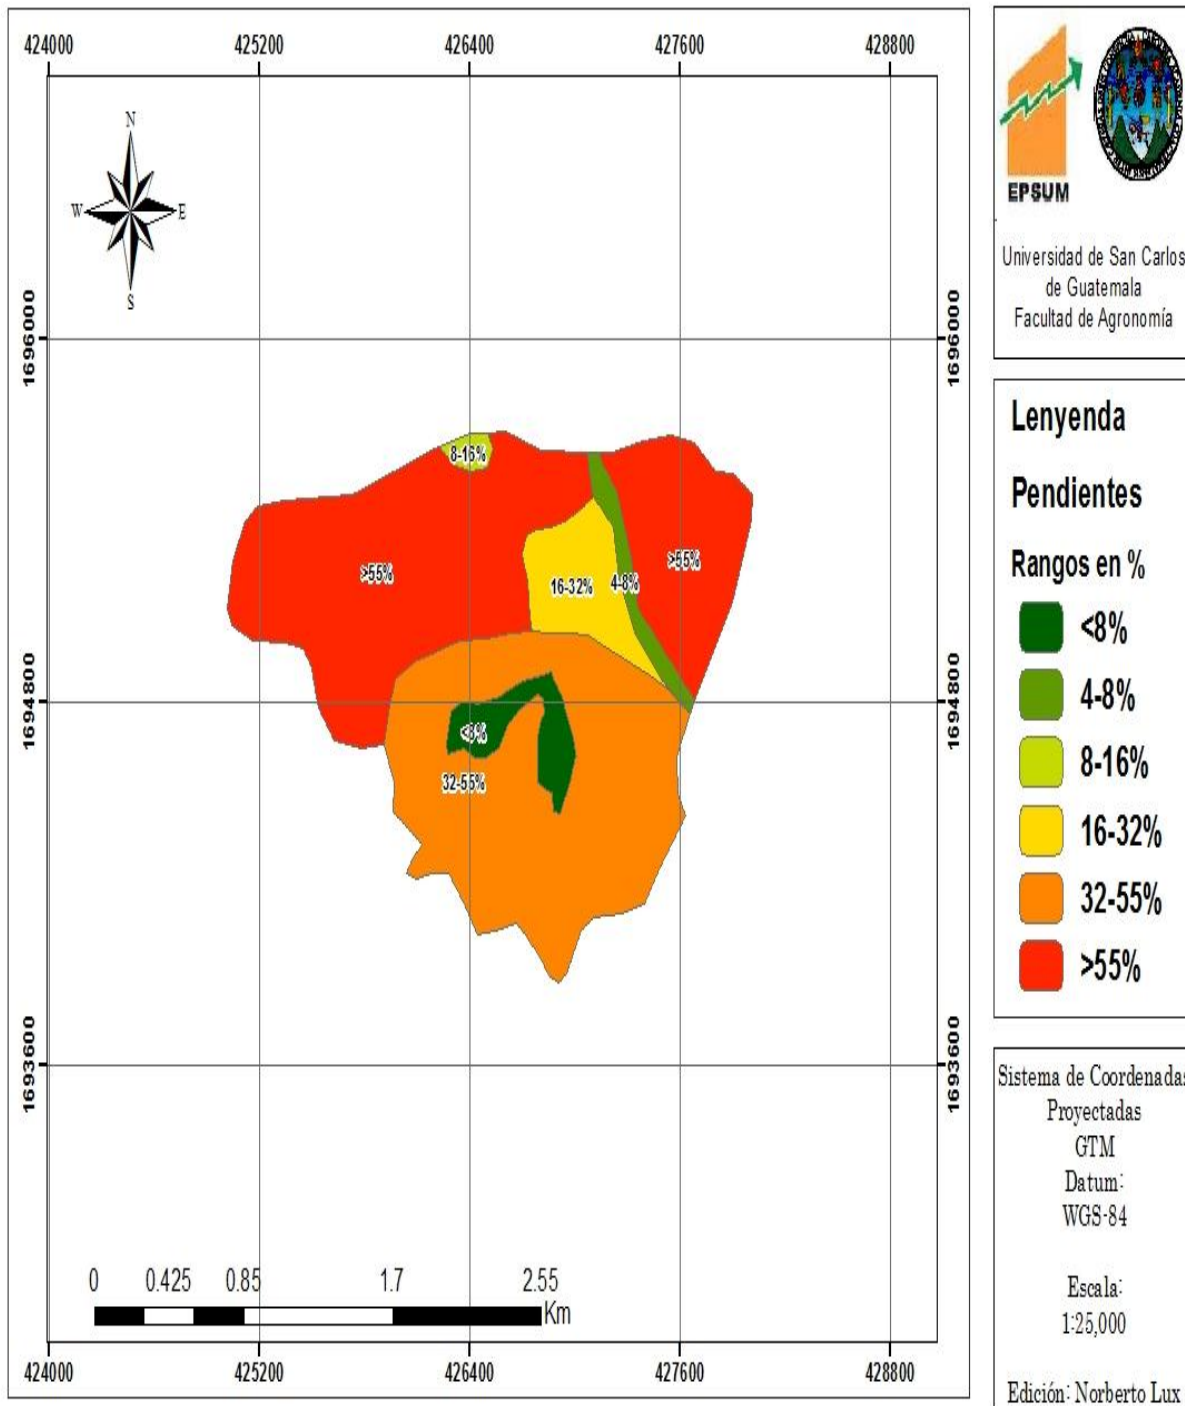 424000 425200 426400 427600 428800
N
W E
S
1696000 1696000
8-16%
>55%
16-32%
4-8%
>55%
1694800 1694800
<8%
32-55%
1693600 1693600
0 0.425 0.85 1.7 2.55
Km
424000 425200 426400 427600 428800
EPSUM
Universidad de San Carlos
de Guatemala
Facultad de Agronomía
Lenyenda
Pendientes
Rangos en %
<8%
4-8%
8-16%
16-32%
32-55%
>55%
Sistema de Coordenadas
Proyectadas
GTM
Datum:
WGS-84
Escala:
1:25,000
Edición: Norberto Lux